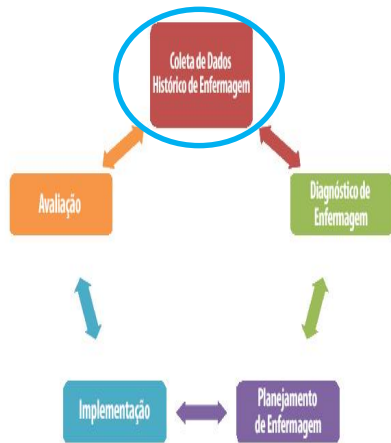 Coleta de Dados
Histórico de Enfermagem
Avaliação
Diagnóstico de
Enfermagem
Implementação
Planejamento
de Enfermagem